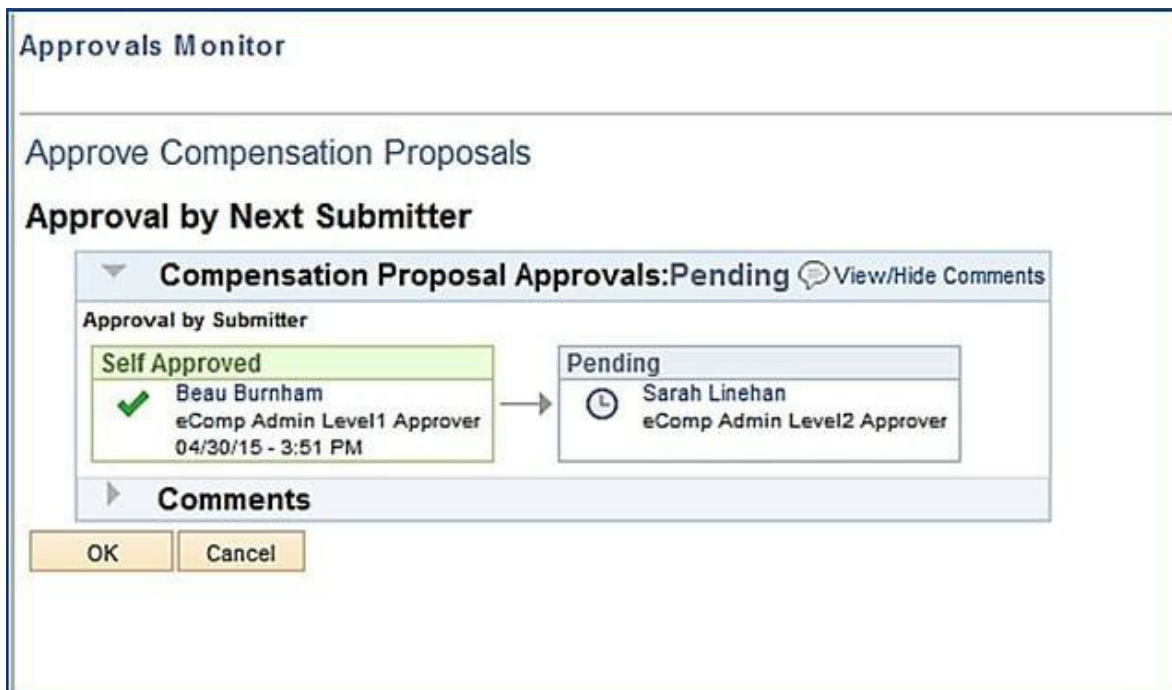 Approvals Monitor
Approve Compensation Proposals
Approval by Next Submitter
Compensation Proposal Approvals:Pending View/Hide Comments
Approval by Submitter
Self Approved
Beau Burnham
eComp Admin Level1 Approver
04/30/15 - 3:51 PM
Pending
Sarah Linehan
eComp Admin Level2 Approver
Comments
OK Cancel